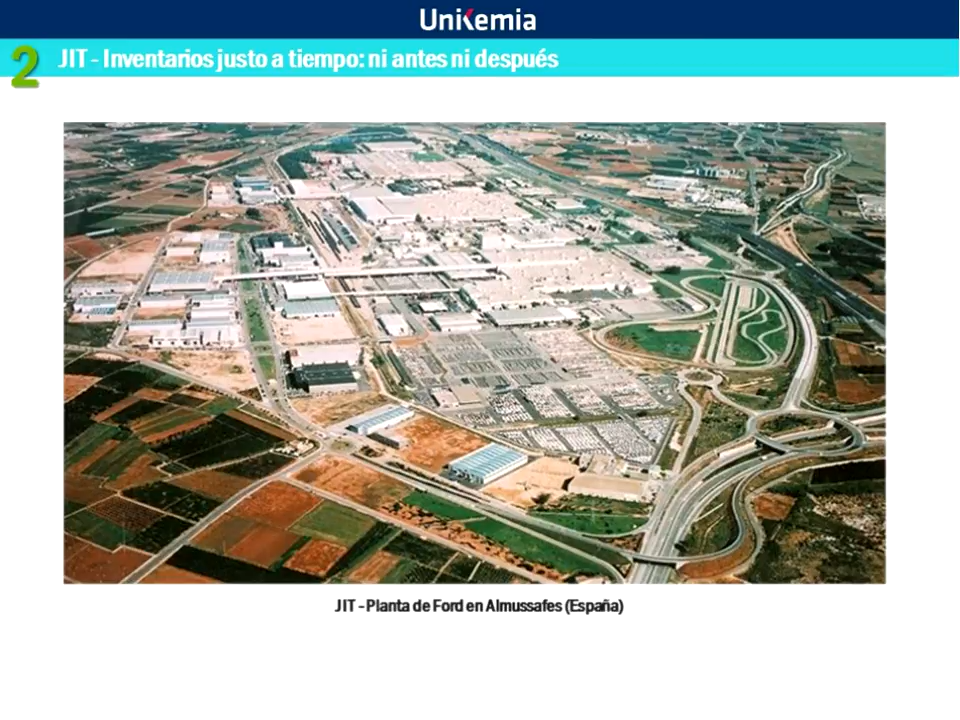 UniKemia
2
JIT - Inventarios justo a tiempo: ni antes ni después
JIT - Planta de Ford en Almussafes (España)